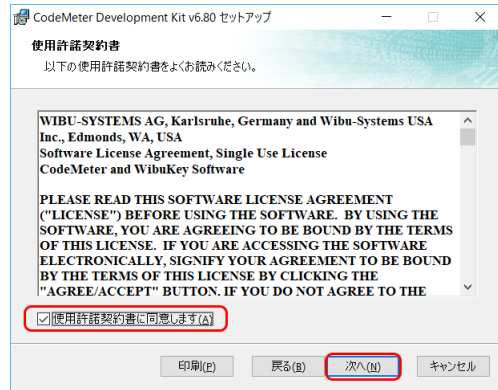 CodeMeter Development Kit v6.80 セットアップ
使用許諾契約書
以下の使用許諾契約書をよくお読みください。
WIBU-SYSTEMS AG, Karlsruhe, Germany and Wibu-Systems USA
Inc., Edmonds, WA, USA
Software License Agreement, Single Use License
CodeMeter and WibuKey Software
PLEASE READ THIS SOFTWARE LICENSE AGREEMENT
("LICENSE") BEFORE USING THE SOFTWARE. BY USING THE
SOFTWARE, YOU ARE AGREEING TO BE BOUND BY THE TERMS
OF THIS LICENSE. IF YOU ARE ACCESSING THE SOFTWARE
ELECTRONICALLY, SIGNIFY YOUR AGREEMENT TO BE BOUND
BY THE TERMS OF THIS LICENSE BY CLICKING THE
"AGREE/ACCEPT" BUTTON. IF YOU DO NOT AGREE TO THE
使用許諾契約書に同意します(A)
印刷(P) 戻る(B) 次へ(N) キャンセル